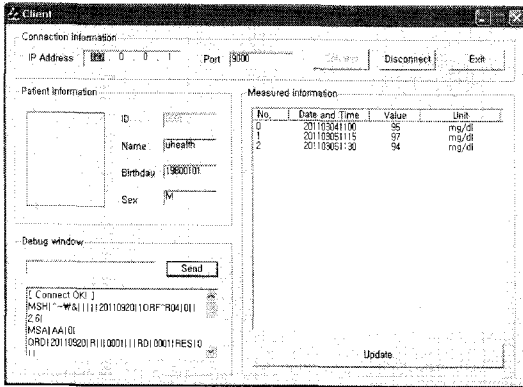 Client
Connection information
IP Address 0 . 0 . 1 Port 9000 Disconnect Exit
Patient information
ID
Name uhealth
Birthday 19800101
Sex M
Measured information
No. Date and Time Value Unit
0 201103041100 95 mg/dl
1 201103051115 97 mg/dl
2 201103051130 94 mg/dl
Debug window
Send
[ Connect OK! ]
MSH|^~₩&||||20110920||ORF^R04|0||
2.6|
MSA|AA|0|
QRD|20110920|R|I|0001|||RD|0001|RES|0
|||
Update